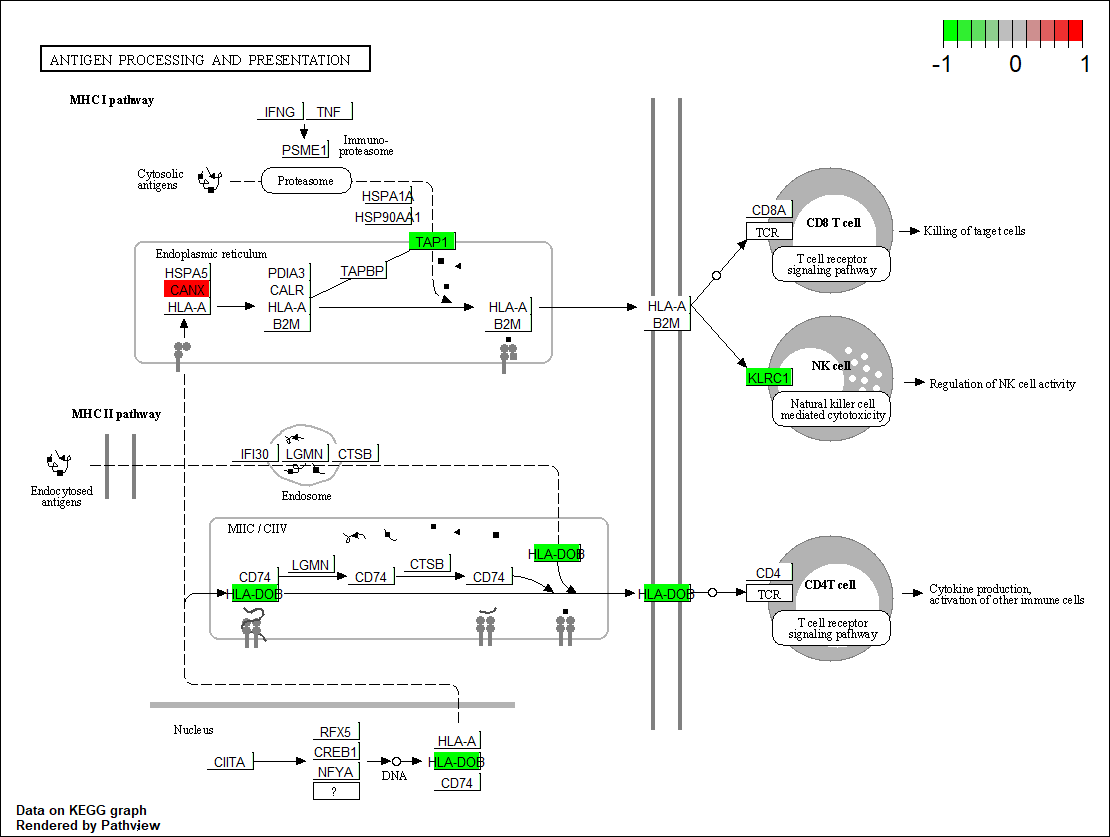 ANTIGEN PROCESSING AND PRESENTATION
-1 0 1
MHC I pathway
IFNG TNF
PSME1
Immuno-
proteasome
Cytosolic
antigens
Proteasome
HSPA1A
HSP90AA1
TAP1
Endoplasmic reticulum
HSPA5
CANX
HLA-A
PDIA3
CALR
HLA-A
B2M
TAPBP
HLA-A
B2M
HLA-A
B2M
CD8A
TCR
CD8 T cell
T cell receptor
signaling pathway
Killing of target cells
KLRC1
NK cell
Natural killer cell
mediated cytotoxicity
Regulation of NK cell activity
MHC II pathway
Endocytosed
antigens
IFI30 LGMN CTSB
Endosome
MIIC / CIIV
CD74
HLA-DOB
LGMN
CD74
CTSB
CD74
HLA-DOB
HLA-DOB
CD4
TCR
CD4T cell
T cell receptor
signaling pathway
Cytokine production,
activation of other immune cells
Nucleus
CIITA
RFX5
CREB1
NFYA
?
DNA
HLA-A
HLA-DOB
CD74
Data on KEGG graph
Rendered by Pathview